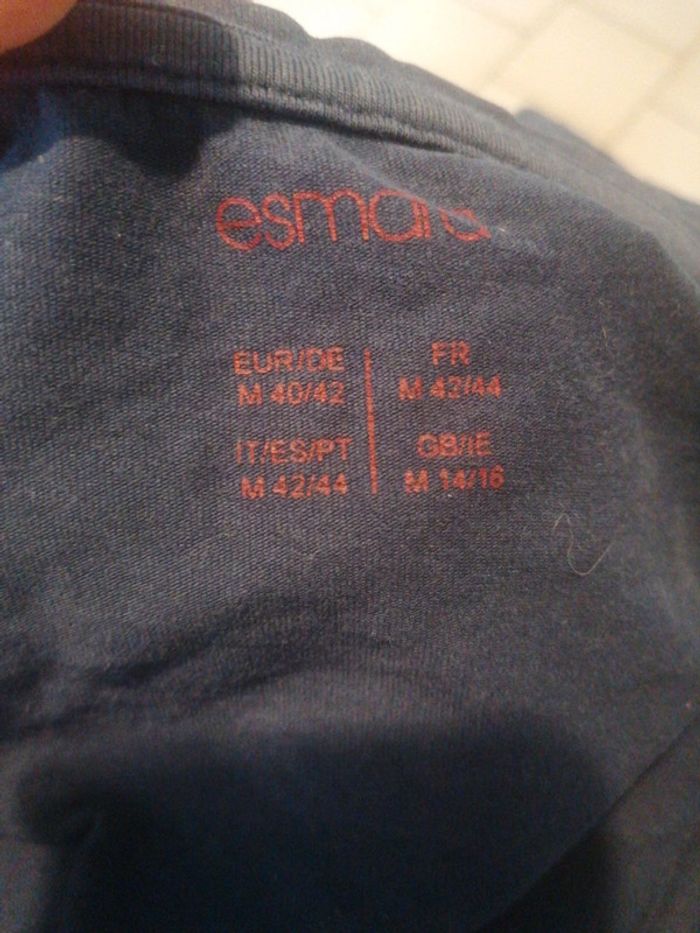 esmara
EUR/DE
M 40/42
FR
M 42/44
IT/ES/PT
M 42/44
GB/IE
M 14/16